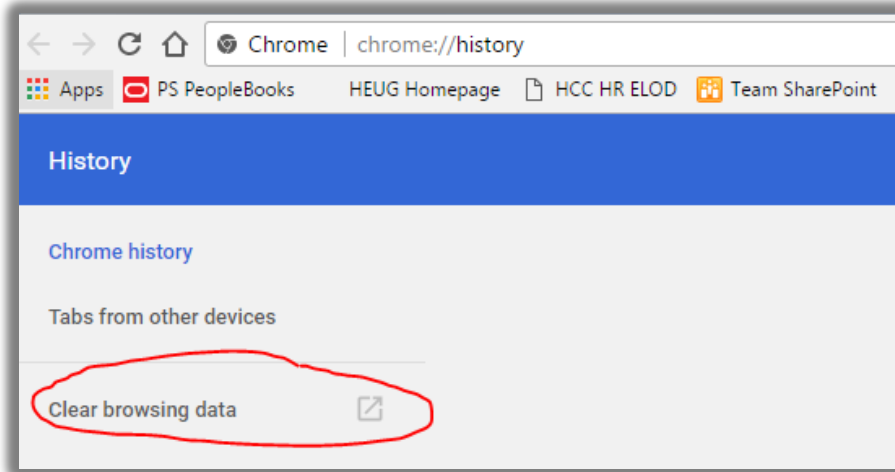 Chrome chrome://history
Apps PS PeopleBooks HEUG Homepage HCC HR ELOD Team SharePoint
History
Chrome history
Tabs from other devices
Clear browsing data